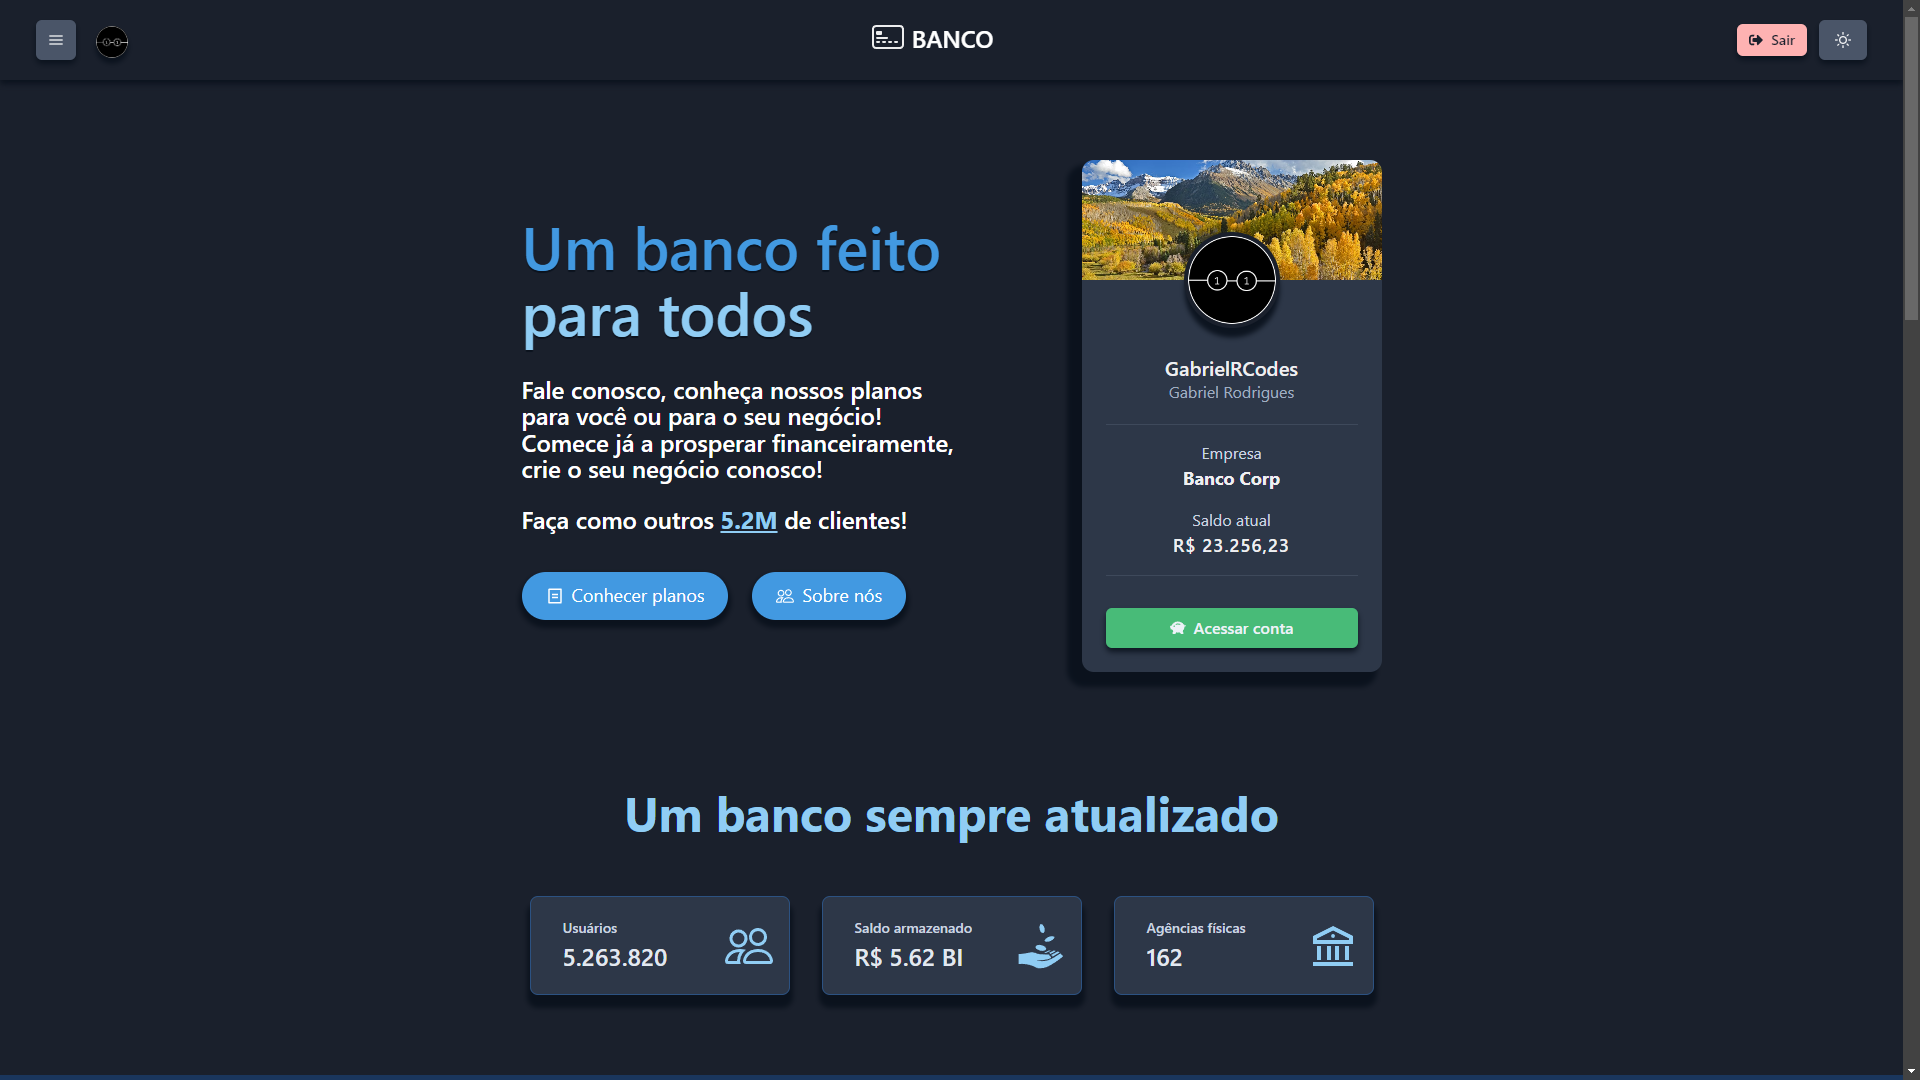 BANCO
Sair
Um banco feito
para todos
Fale conosco, conheça nossos planos
para você ou para o seu negócio!
Comece já a prosperar financeiramente,
crie o seu negócio conosco!
Faça como outros 5.2M de clientes!
Conhecer planos
Sobre nós
1 1
GabrielRCodes
Gabriel Rodrigues
Empresa
Banco Corp
Saldo atual
R$ 23.256,23
Acessar conta
Um banco sempre atualizado
Usuários
5.263.820
Saldo armazenado
R$ 5.62 BI
Agências físicas
162